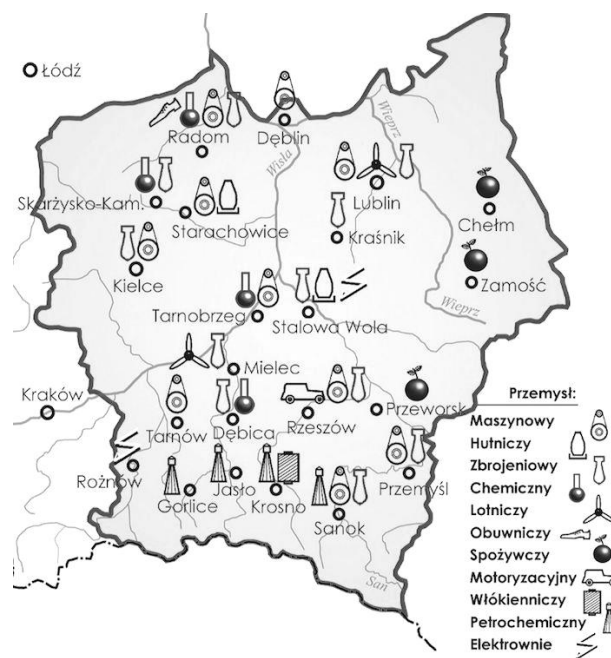 Łódź
Radom
Dęblin
Wieprz
Wisła
Skarżysko-Kam.
Starachowice
Lublin
Kraśnik
Chełm
Kielce
Zamość
Tarnobrzeg
Stalowa Wola
Wieprz
Mielec
Kraków
Tarnów
Dębica
Rzeszów
Przeworsk
Rożnów
Gorlice
Jasło
Krosno
Sanok
Przemyśl
San
Przemysł:
Maszynowy
Hutniczy
Zbrojeniowy
Chemiczny
Lotniczy
Obuwniczy
Spożywczy
Motoryzacyjny
Włókienniczy
Petrochemiczny
Elektrownie